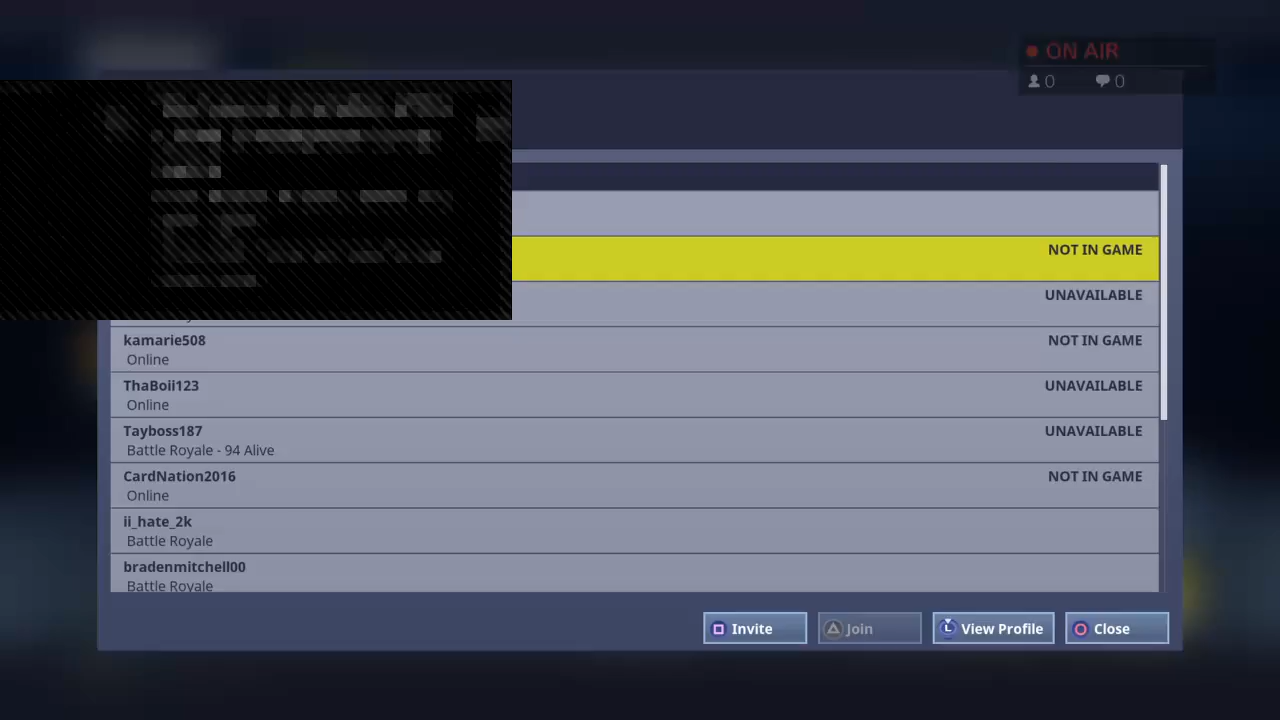 ON AIR
0 0
NOT IN GAME
UNAVAILABLE
kamarie508 NOT IN GAME
Online
ThaBoii123 UNAVAILABLE
Online
Tayboss187 UNAVAILABLE
Battle Royale - 94 Alive
CardNation2016 NOT IN GAME
Online
ii_hate_2k
Battle Royale
bradenmitchell00
Battle Royale
Invite Join L View Profile Close